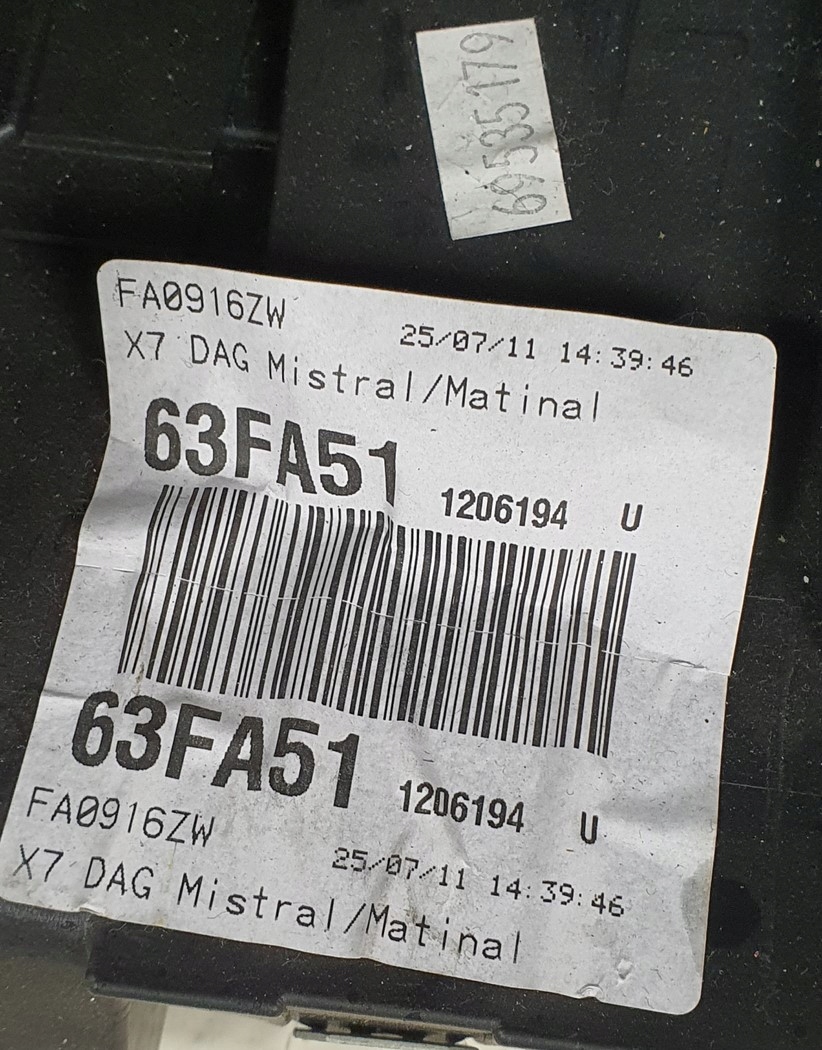 69535179
FA0916ZW
25/07/11 14:39:46
X7 DAG Mistral/Matinal
63FA51 1206194 U
63FA51 1206194 U
FA0916ZW
25/07/11 14:39:46
X7 DAG Mistral/Matinal